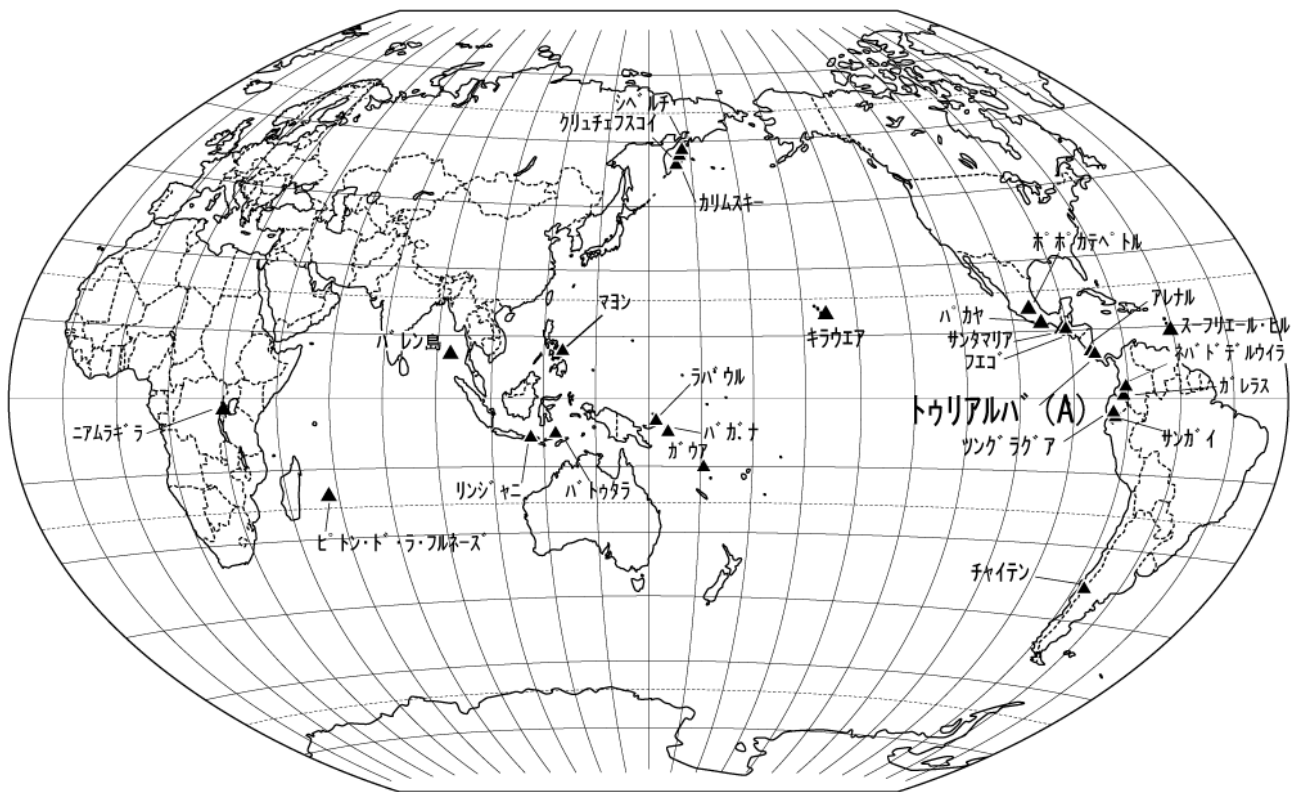 シベルチ
クリュチェフスコイ
カリムスキー
ポポカテペトル
アレナル
マヨン
パカヤ
スーフリエール・ヒル
キラウエア
サンタマリア
バレン島
フエゴ
ネバドデルウイラ
ラバウル
ガレラス
トゥリアルバ (A)
ニアムラギラ
バガナ
ガウア
ツングラグア
サンガイ
リンジャニ
バトゥタラ
ピトン・ド・ラ・フルネーズ
チャイテン